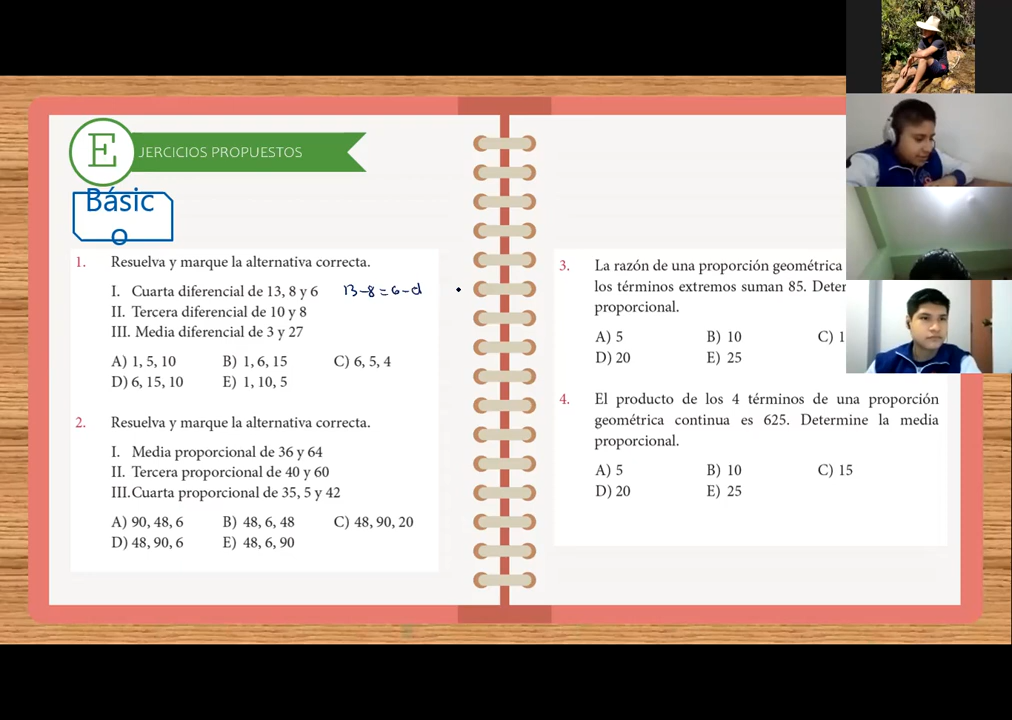 E
JERCICIOS PROPUESTOS
Básic
o
1. Resuelva y marque la alternativa correcta.
I. Cuarta diferencial de 13, 8 y 6 13-8=6-d
II. Tercera diferencial de 10 y 8
III. Media diferencial de 3 y 27
A) 1, 5, 10 B) 1, 6, 15 C) 6, 5, 4
D) 6, 15, 10 E) 1, 10, 5
2. Resuelva y marque la alternativa correcta.
I. Media proporcional de 36 y 64
II. Tercera proporcional de 40 y 60
III. Cuarta proporcional de 35, 5 y 42
A) 90, 48, 6 B) 48, 6, 48 C) 48, 90, 20
D) 48, 90, 6 E) 48, 6, 90
3. La razón de una proporción geométrica
los términos extremos suman 85.
proporcional.
A) 5 B) 10 C)
D) 20 E) 25
4. El producto de los 4 términos de una proporción
geométrica continua es 625. Determine la media
proporcional.
A) 5 B) 10 C) 15
D) 20 E) 25